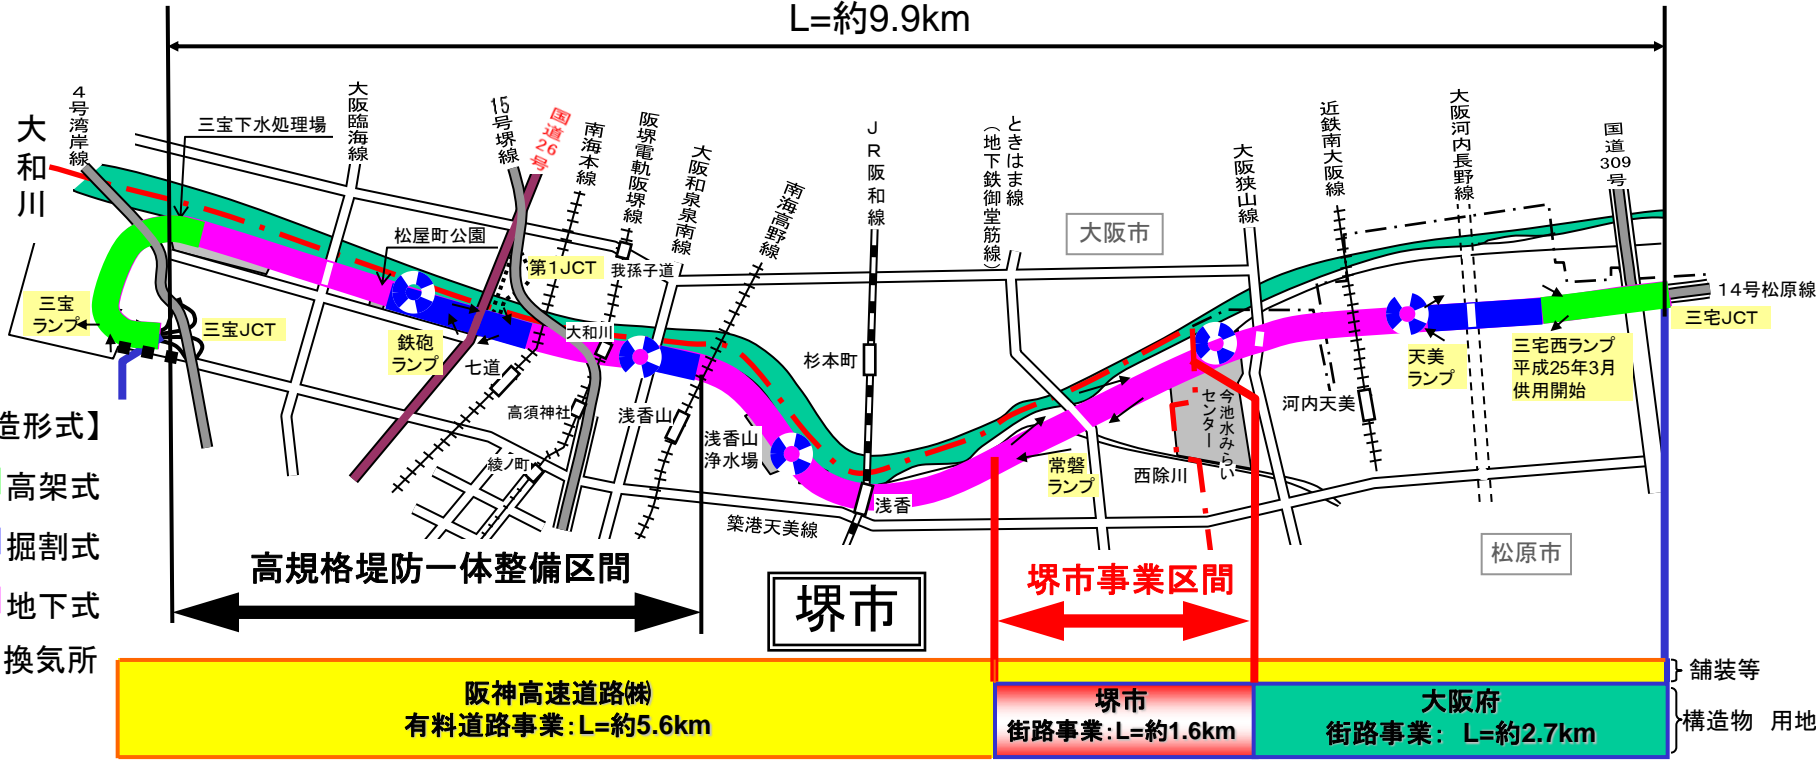 L=約9.9km
大和川
4号湾岸線
三宝下水処理場
大阪臨海線
15号堺線
国道26号
南海本線
阪堺電軌阪堺線
大阪和泉泉南線
南海高野線
JR阪和線
ときはま線
(地下鉄御堂筋線)
大阪狭山線
近鉄南大阪線
大阪河内長野線
国道309号
大阪市
松屋町公園
第1JCT
我孫子道
14号松原線
三宅JCT
三宝
ランプ
三宝JCT
鉄砲
ランプ
大和川
七道
高須神社
浅香山
綾ノ町
浅香山
浄水場
杉本町
浅香
築港天美線
常磐
ランプ
西除川
今池水みらい
センター
河内天美
天美
ランプ
三宅西ランプ
平成25年3月
供用開始
松原市
造形式】
高架式
掘割式
地下式
換気所
高規格堤防一体整備区間
堺市
堺市事業区間
阪神高速道路㈱
有料道路事業:L=約5.6km
堺市
街路事業:L=約1.6km
大阪府
街路事業: L=約2.7km
舗装等
構造物 用地